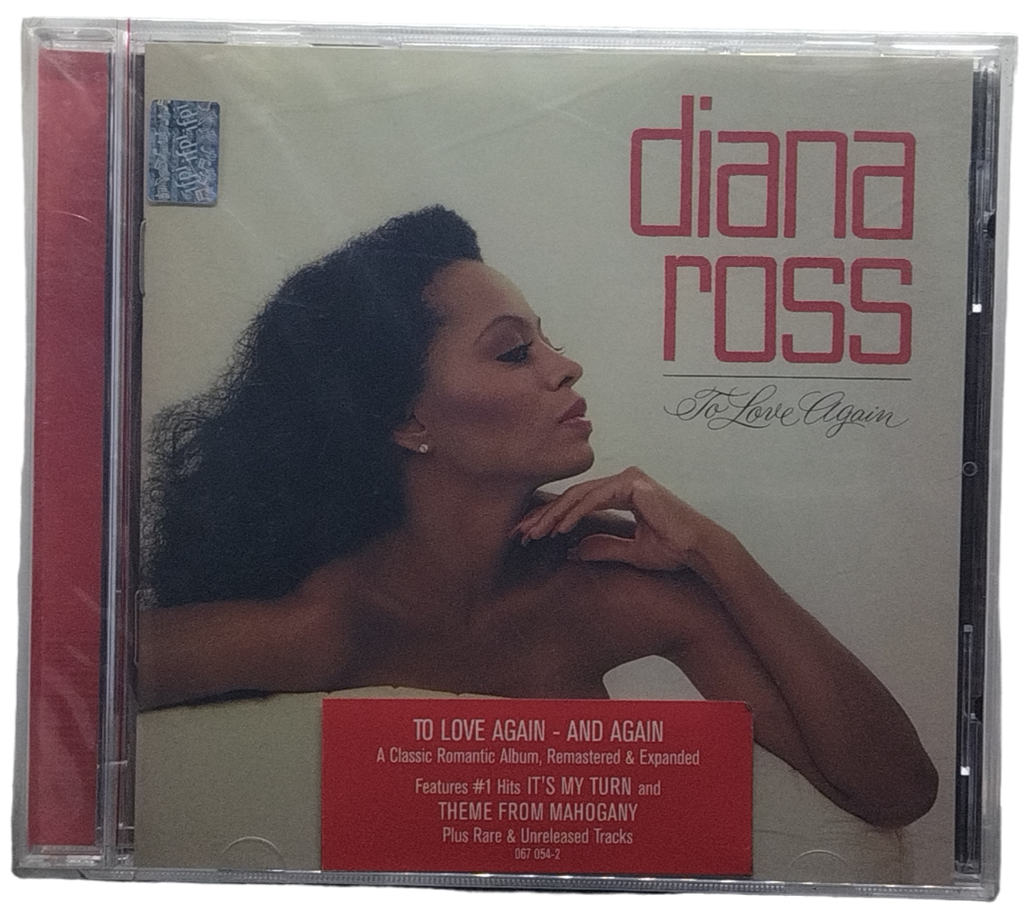 diana
ross
To Love Again
TO LOVE AGAIN - AND AGAIN
A Classic Romantic Album, Remastered & Expanded
Features #1 Hits IT'S MY TURN and
THEME FROM MAHOGANY
Plus Rare & Unreleased Tracks
067 054-2